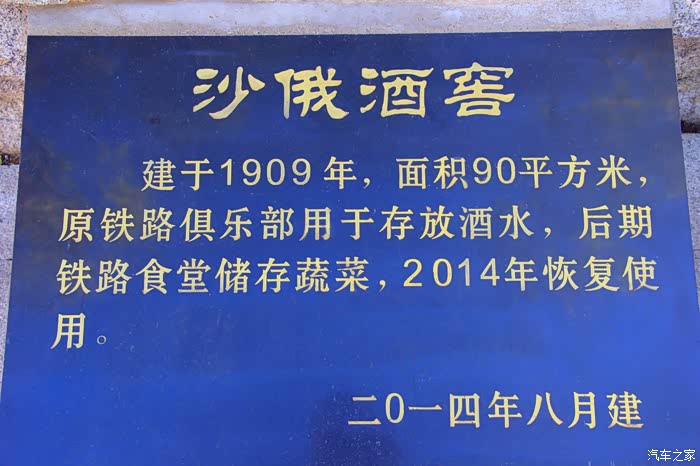 沙俄酒窖
建于1909年，面积90平方米，
原铁路俱乐部用于存放酒水，后期
铁路食堂储存蔬菜，2014年恢复使
用。
二0一四年八月建
汽车之家